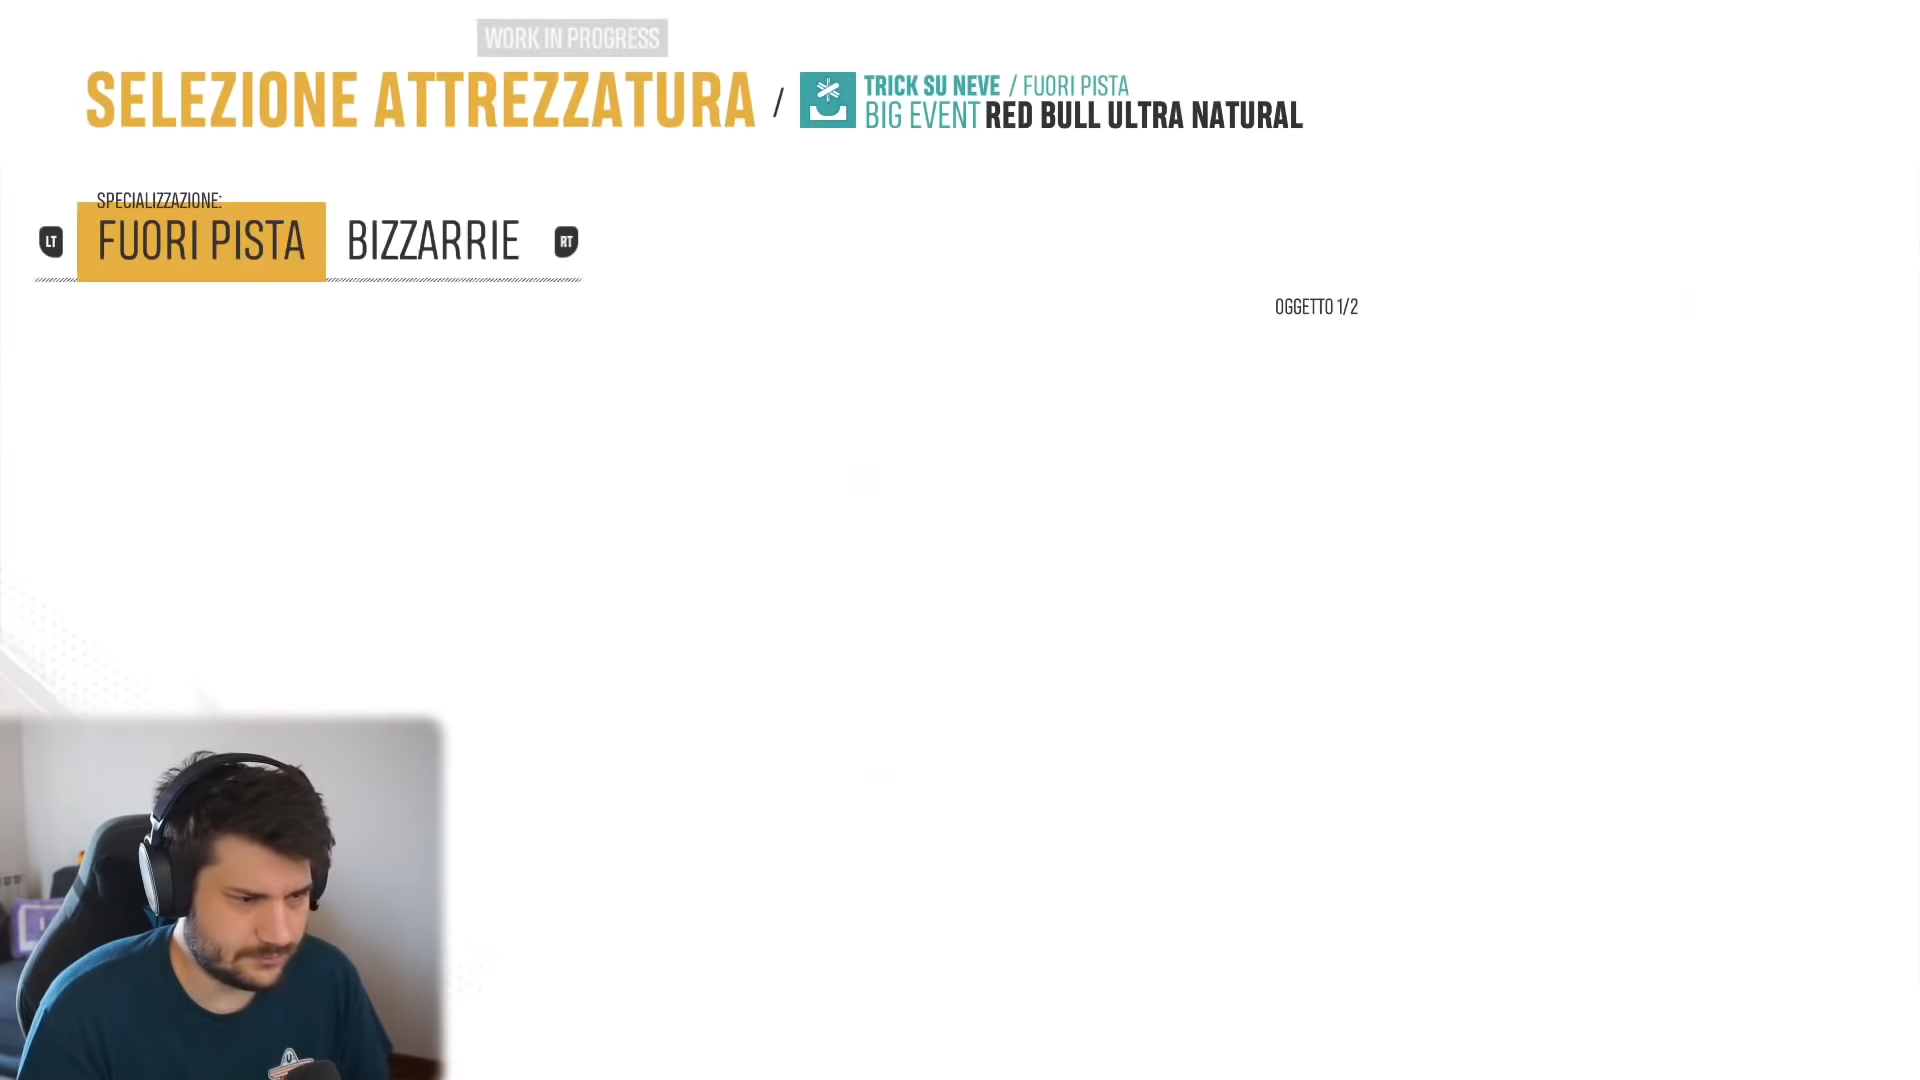 WORK IN PROGRESS
SELEZIONE ATTREZZATURA /
TRICK SU NEVE / FUORI PISTA
BIG EVENT RED BULL ULTRA NATURAL
SPECIALIZZAZIONE:
LT FUORI PISTA BIZZARRIE RT
OGGETTO 1/2